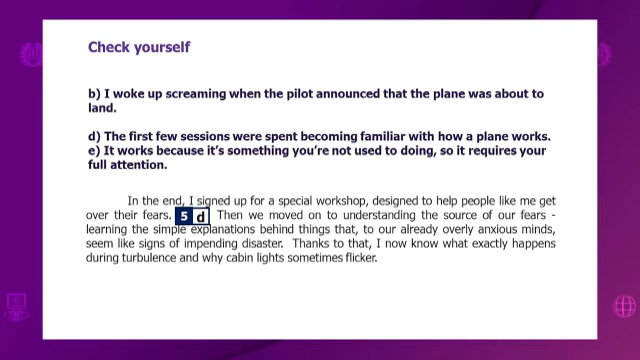 Check yourself
b) I woke up screaming when the pilot announced that the plane was about to
land.
d) The first few sessions were spent becoming familiar with how a plane works.
e) It works because it's something you're not used to doing, so it requires your
full attention.
In the end, I signed up for a special workshop, designed to help people like me get
over their fears. 5 d Then we moved on to understanding the source of our fears -
learning the simple explanations behind things that, to our already overly anxious minds,
seem like signs of impending disaster. Thanks to that, I now know what exactly happens
during turbulence and why cabin lights sometimes flicker.